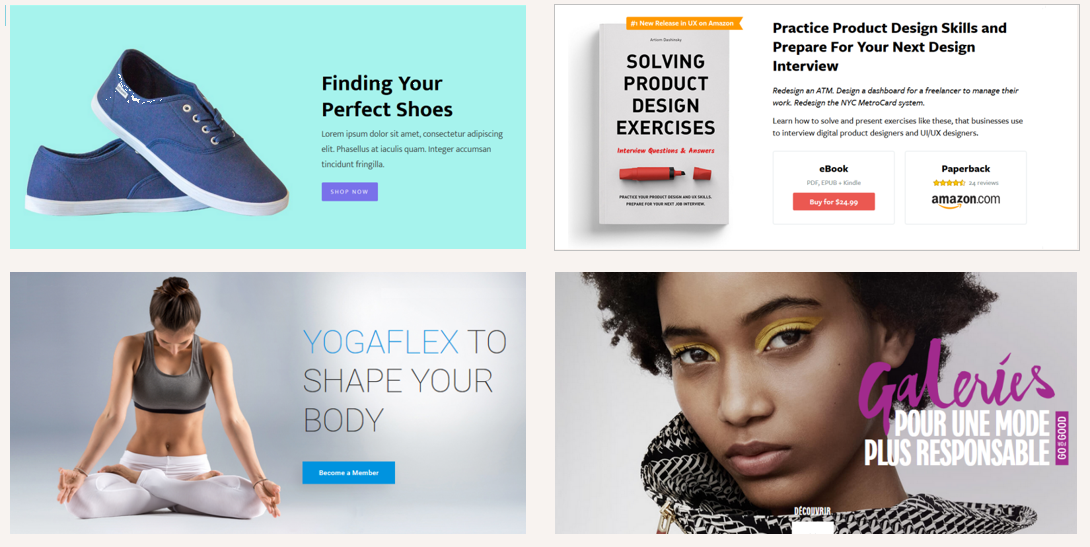 Finding Your
Perfect Shoes
Lorem ipsum dolor sit amet, consectetur adipiscing
elit. Phasellus at iaculis quam. Integer accumsan
tincidunt fringilla.
SHOP NOW
#1 New Release in UX on Amazon
Artiom Dashinsky
SOLVING
PRODUCT
DESIGN
EXERCISES
Interview Questions & Answers
PRACTICE YOUR PRODUCT DESIGN AND UX SKILLS.
PREPARE FOR YOUR NEXT JOB INTERVIEW.
Practice Product Design Skills and
Prepare For Your Next Design
Interview
Redesign an ATM. Design a dashboard for a freelancer to manage their
work. Redesign the NYC MetroCard system.
Learn how to solve and present exercises like these, that businesses use
to interview digital product designers and UI/UX designers.
eBook
PDF, EPUB + Kindle
Buy for $24.99
Paperback
24 reviews
amazon.com
YOGAFLEX TO
SHAPE YOUR
BODY
Become a Member
Galeries
POUR UNE MODE
PLUS RESPONSABLE
GO FOR GOOD
DÉCOUVRIR